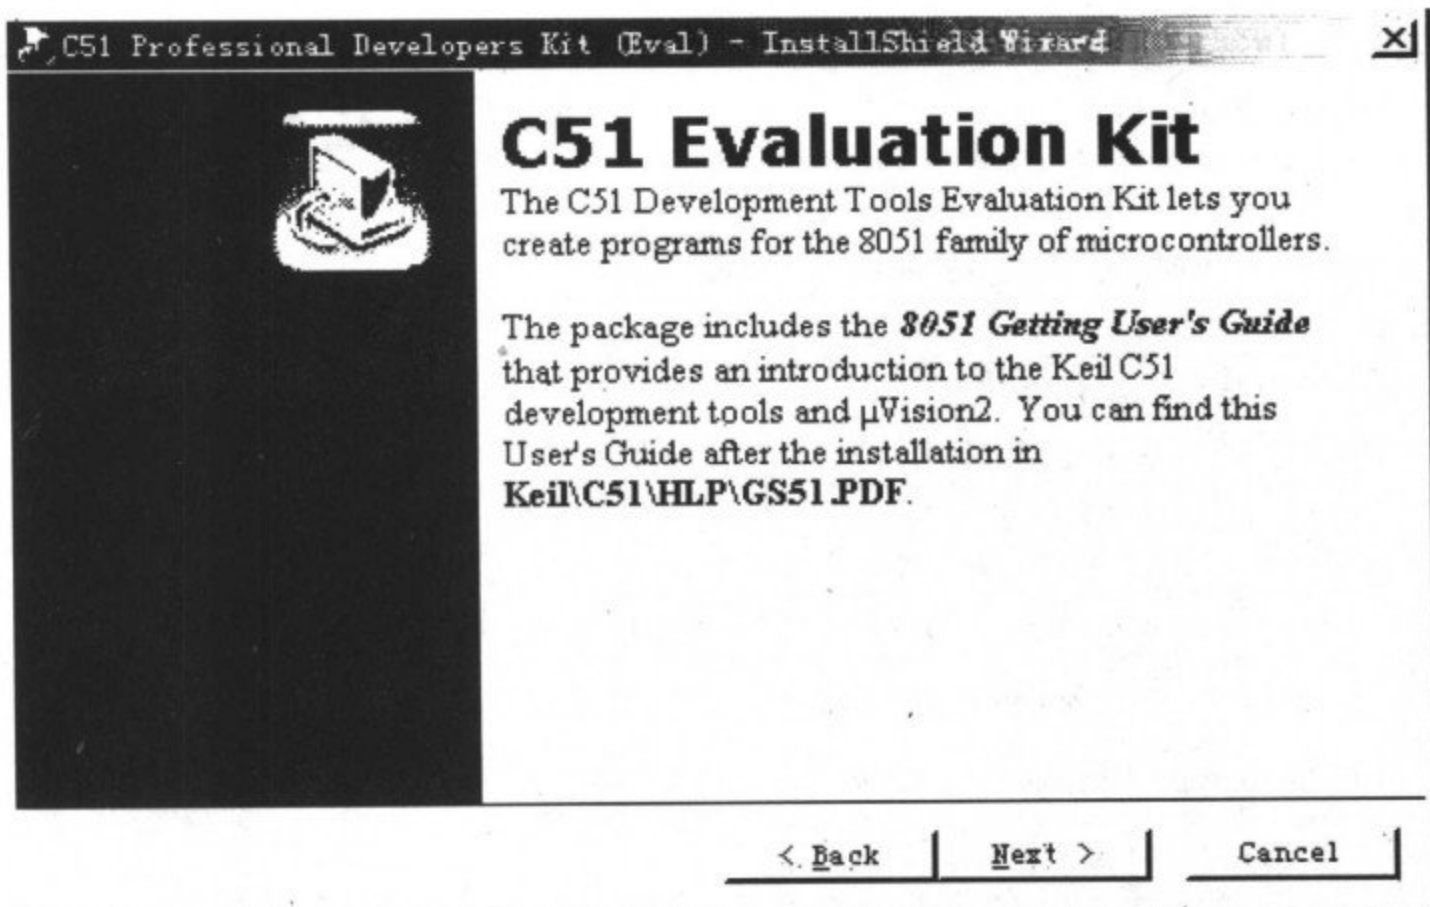 C51 Professional Developers Kit (Eval) - InstallShield Wizard
C51 Evaluation Kit
The C51 Development Tools Evaluation Kit lets you
create programs for the 8051 family of microcontrollers.
The package includes the 8051 Getting User's Guide
that provides an introduction to the Keil C51
development tools and µVision2. You can find this
User's Guide after the installation in
Keil\C51\HLP\GS51.PDF.
< Back
Next >
Cancel